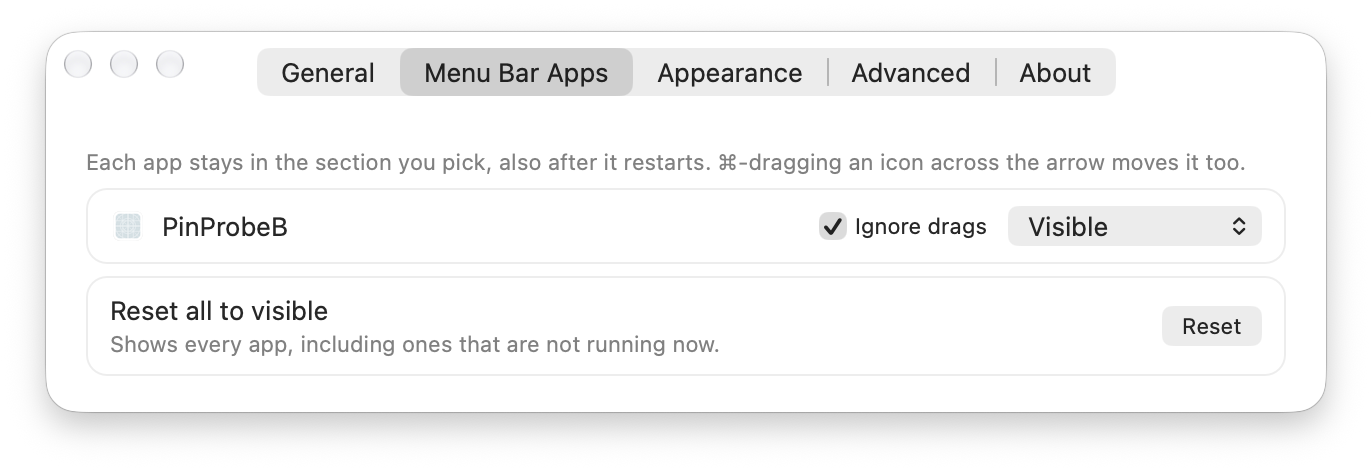 General
Menu Bar Apps
Appearance
Advanced
About
Each app stays in the section you pick, also after it restarts. ⌘-dragging an icon across the arrow moves it too.
PinProbeB
Ignore drags
Visible
Reset all to visible
Shows every app, including ones that are not running now.
Reset